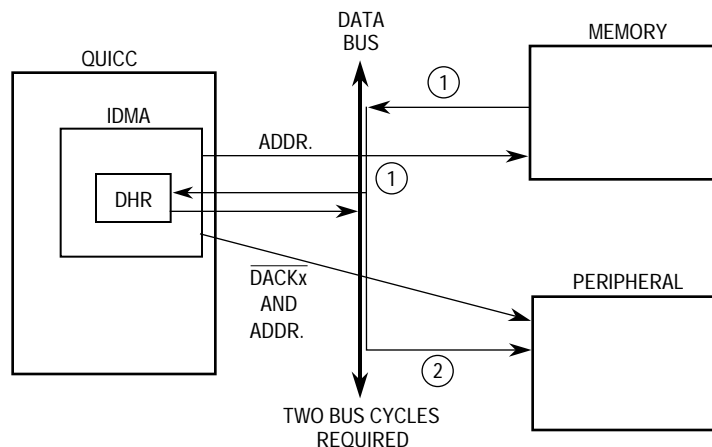 DATA
BUS
MEMORY
QUICC
1
IDMA
ADDR.
1
DHR
DACKx
AND
ADDR.
PERIPHERAL
2
TWO BUS CYCLES
REQUIRED